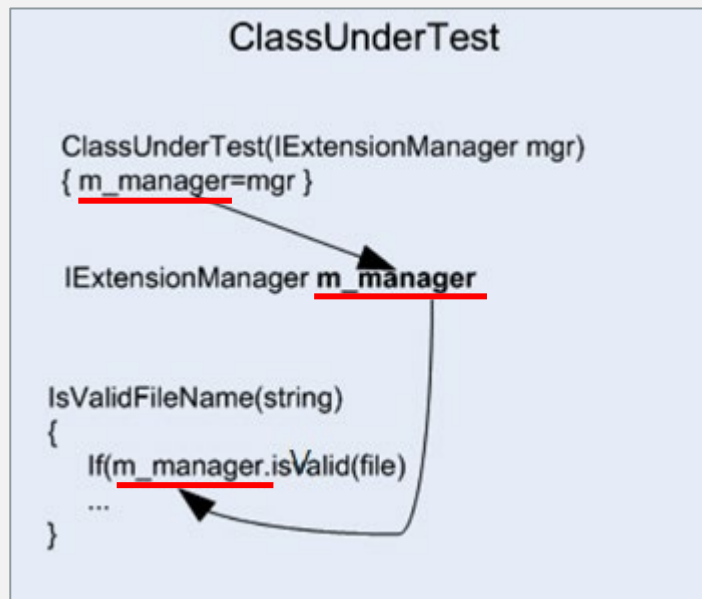 ClassUnderTest
ClassUnderTest(IExtensionManager mgr)
{ m_manager=mgr }
IExtensionManager m_manager
IsValidFileName(string)
{
If(m_manager.isValid(file)
...
}